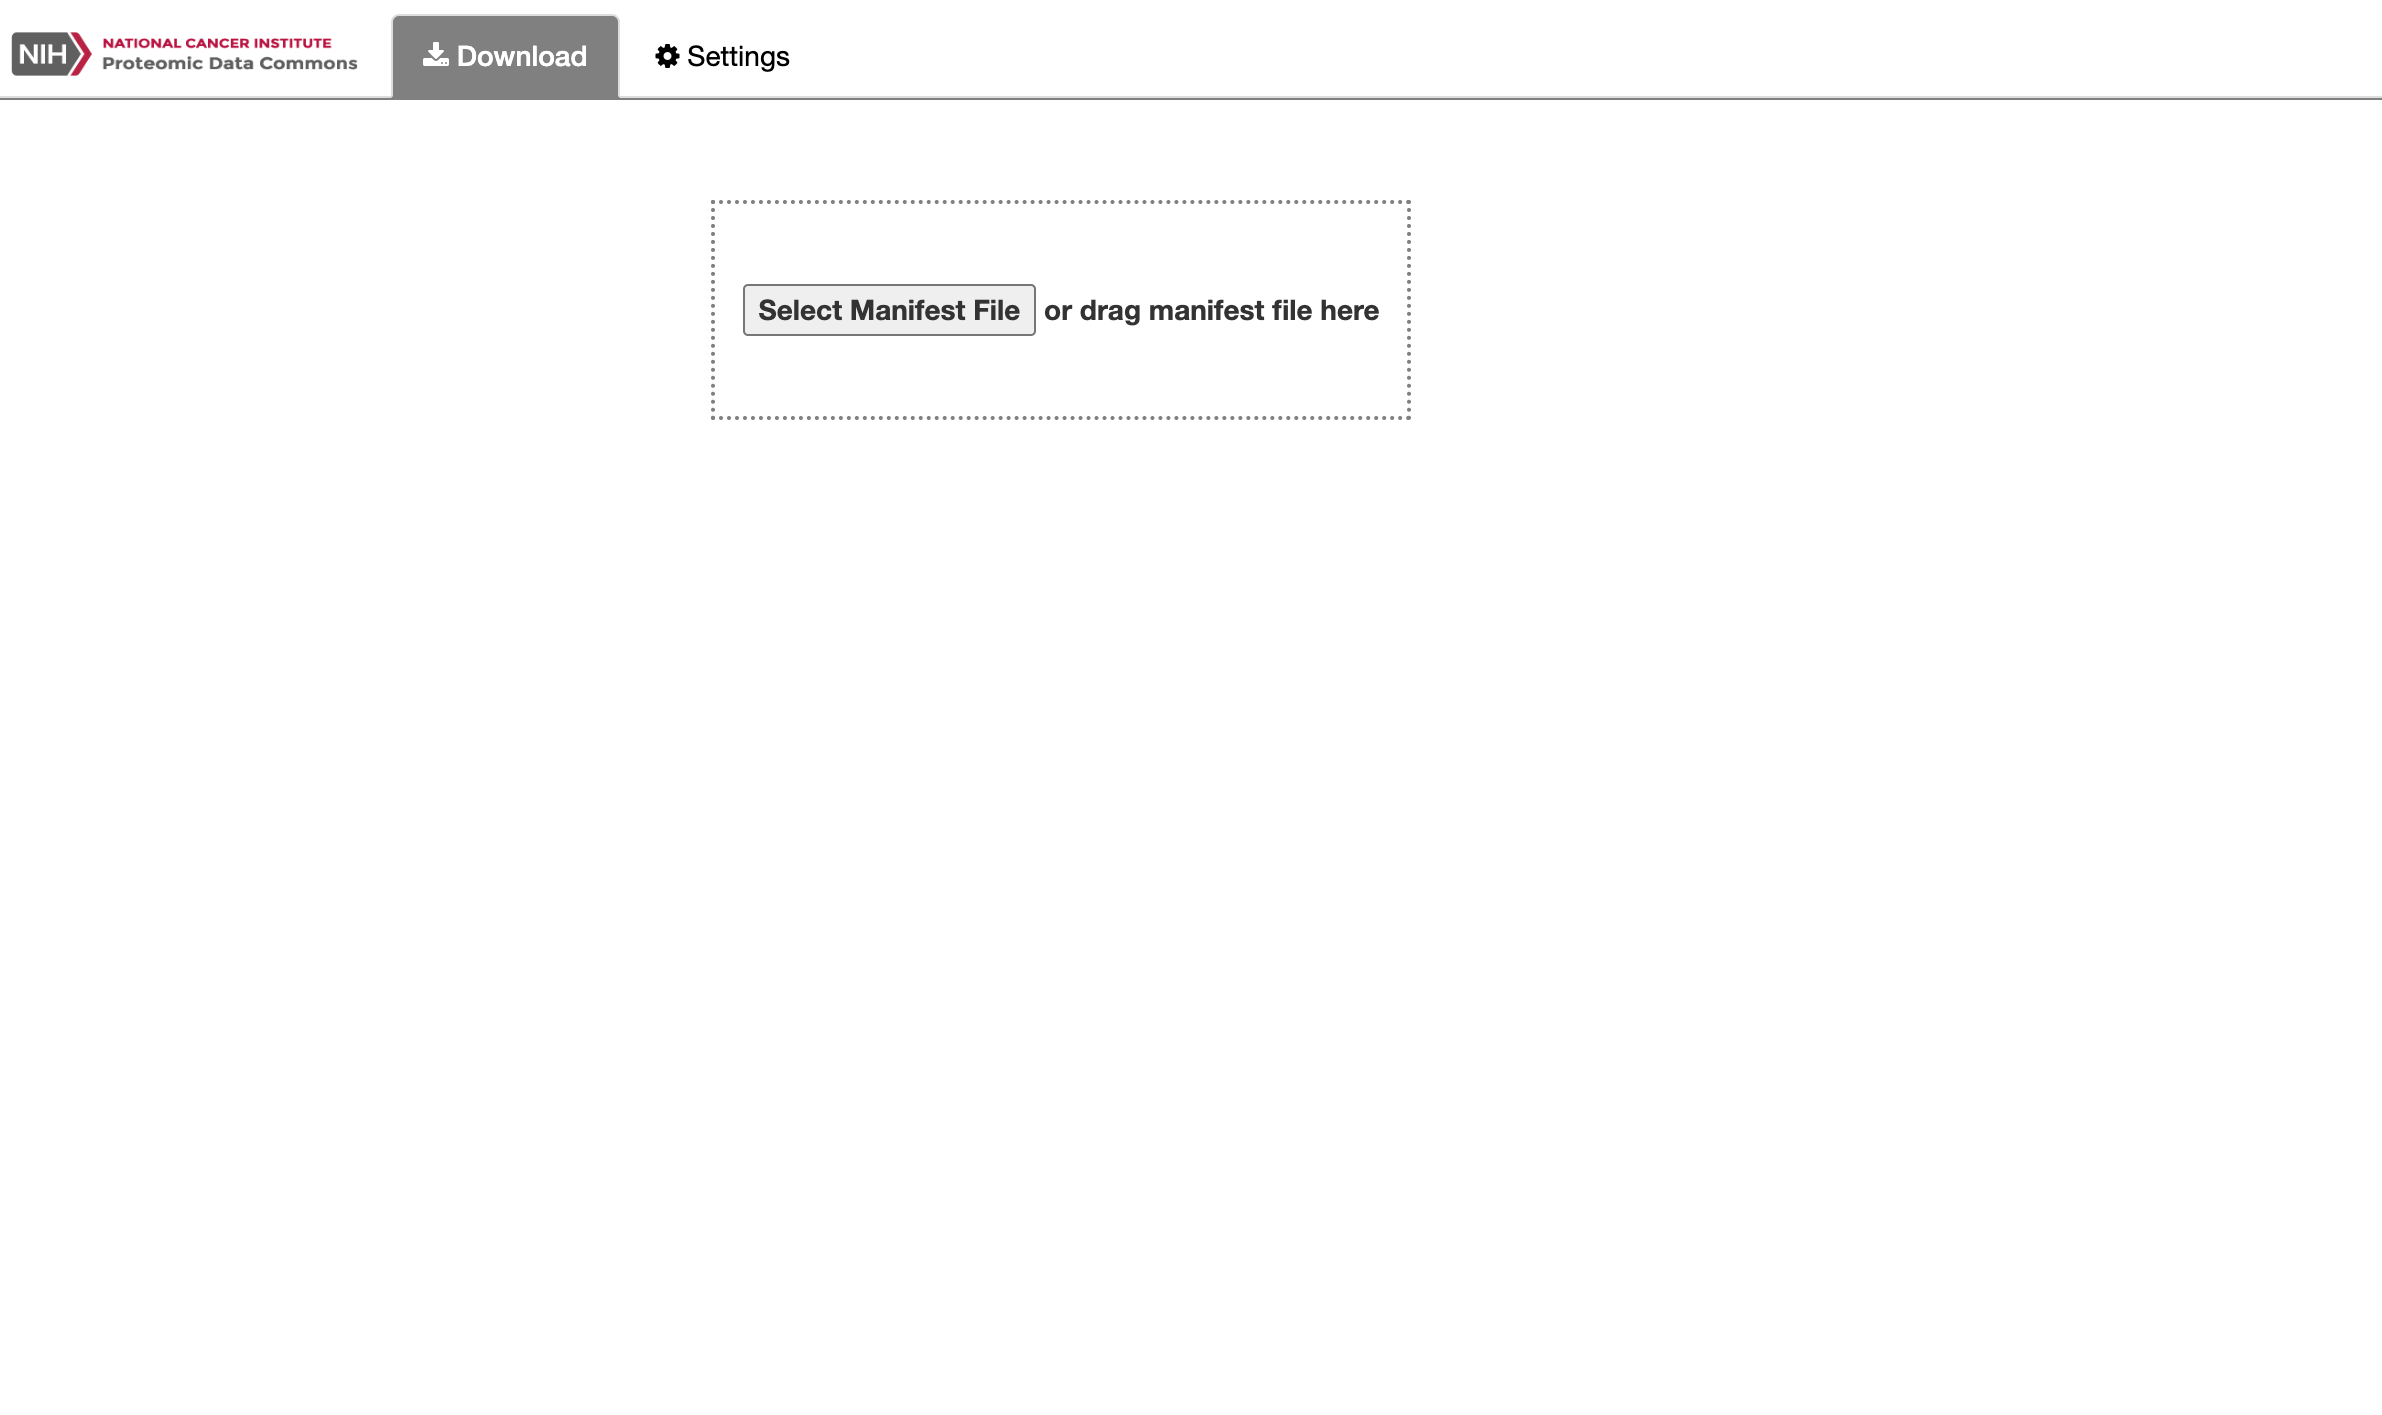 NIH NATIONAL CANCER INSTITUTE
Proteomic Data Commons
Download
Settings
Select Manifest File or drag manifest file here